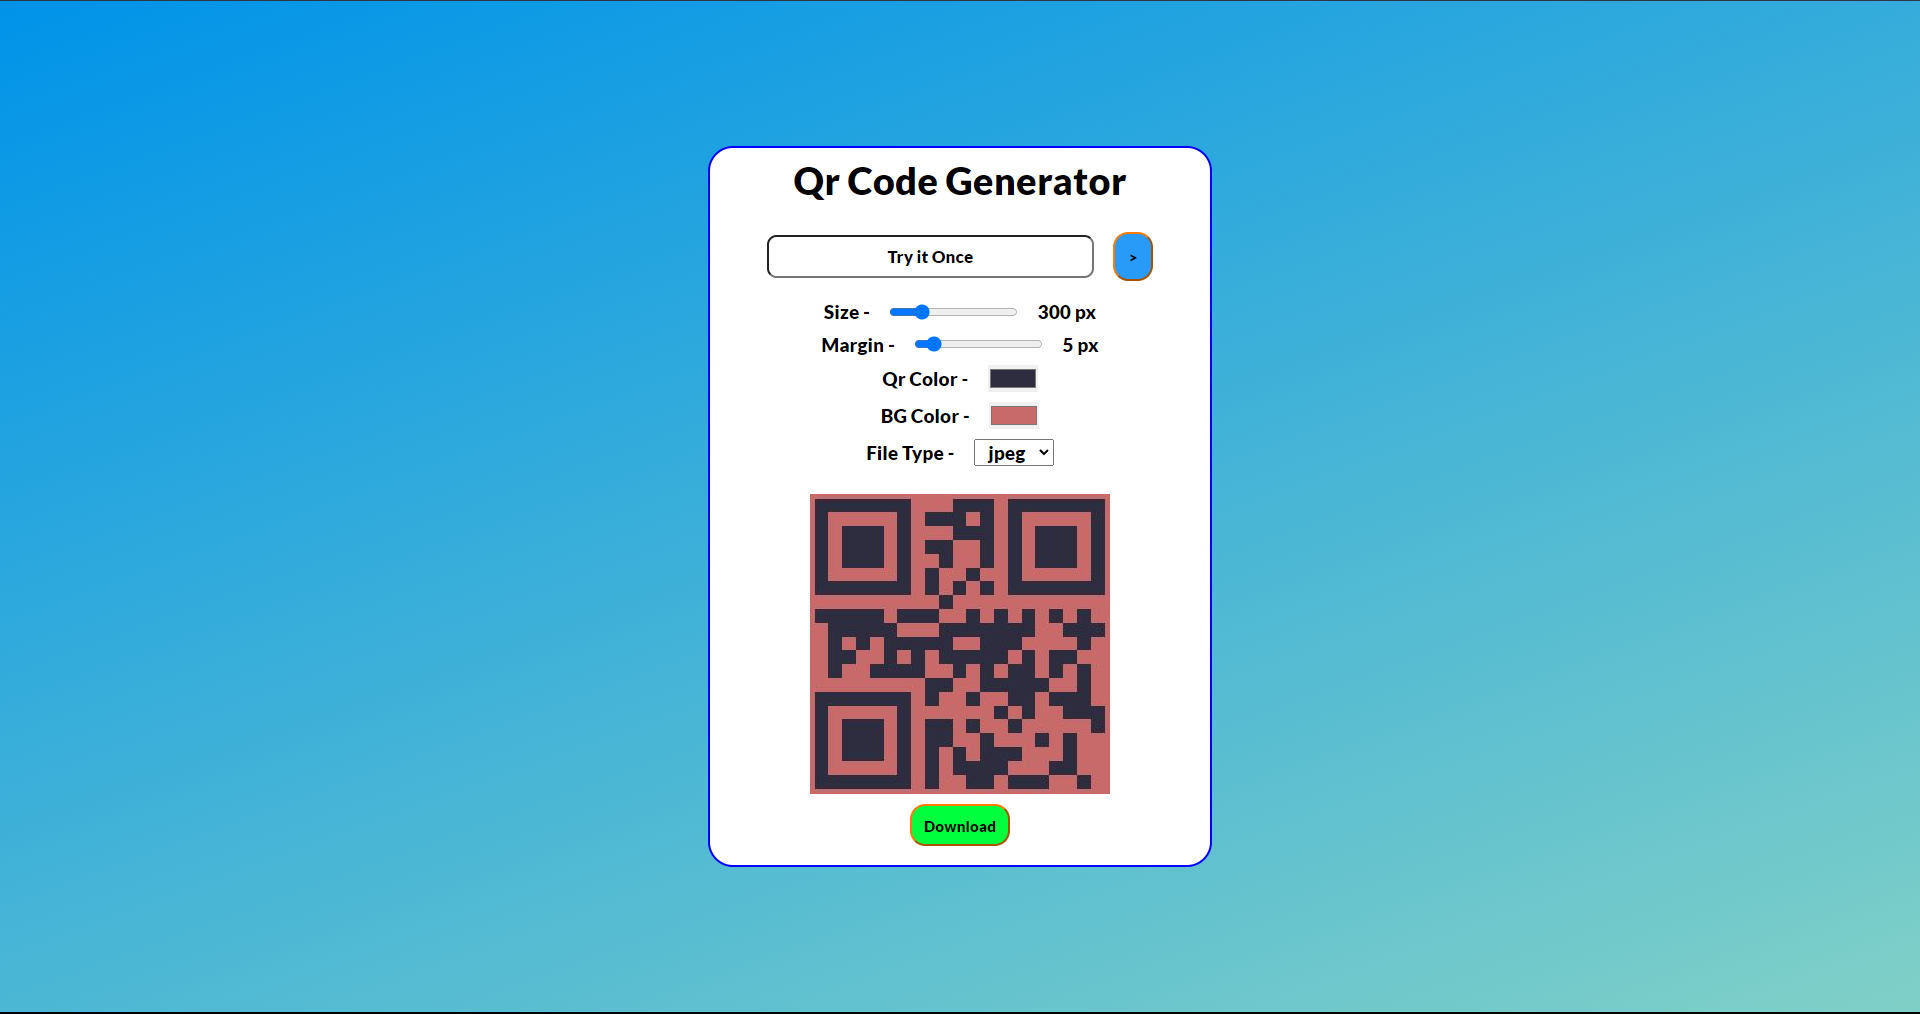 Qr Code Generator
Try it Once >
Size - 300 px
Margin - 5 px
Qr Color -
BG Color -
File Type - jpeg
Download